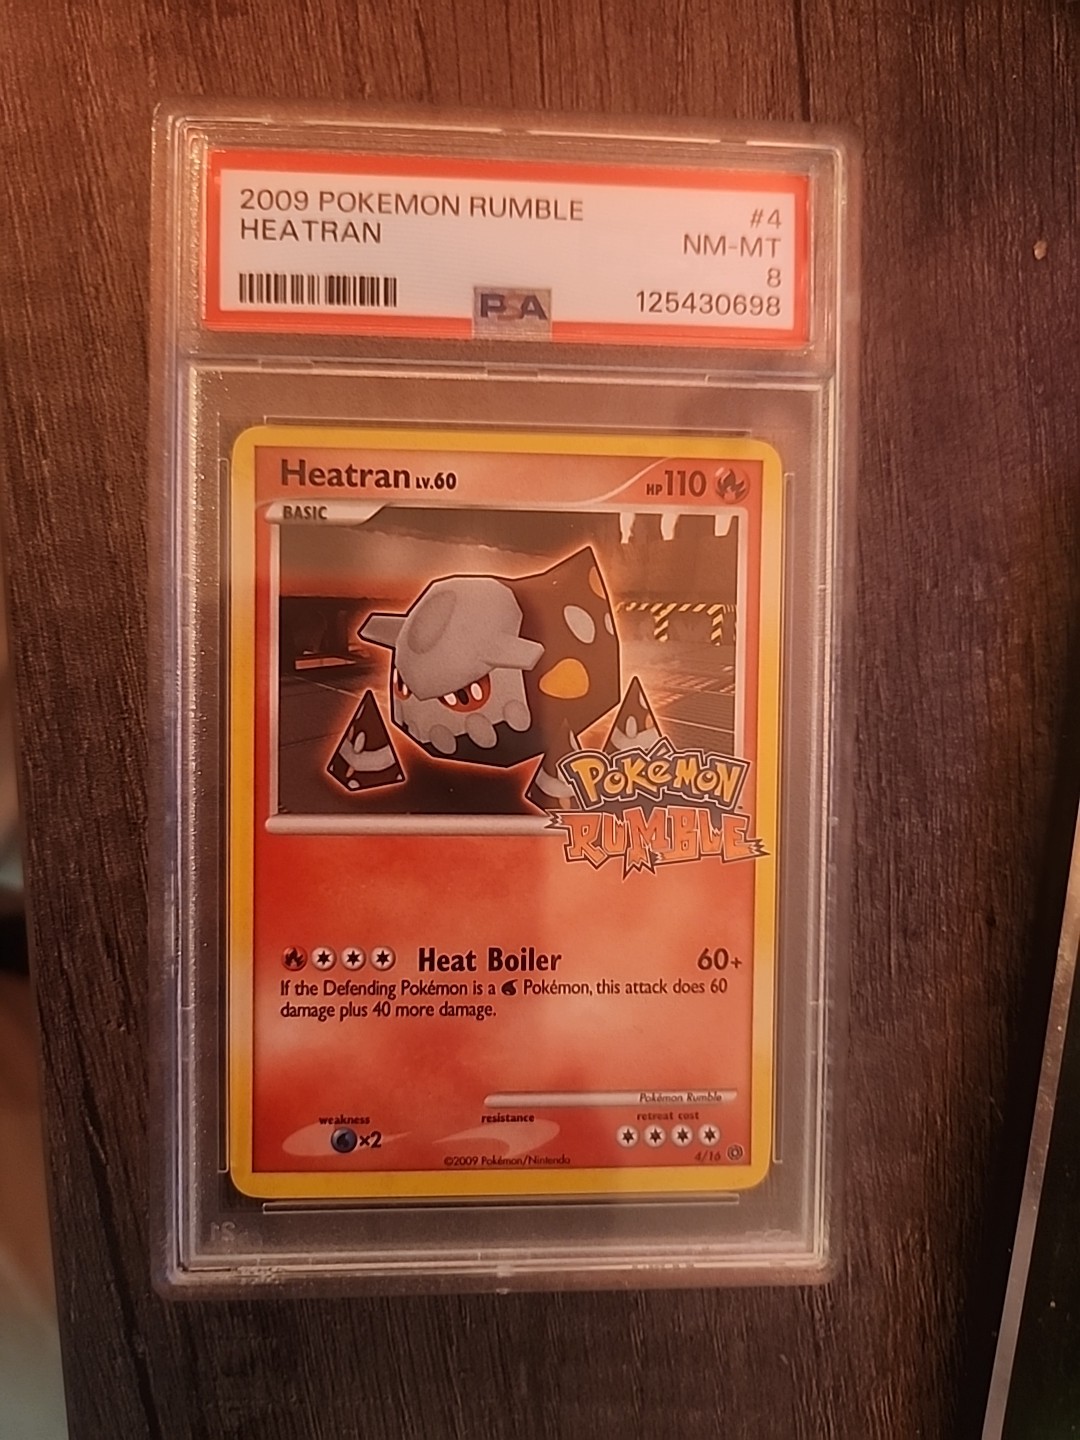 2009 POKEMON RUMBLE
#4
HEATRAN
NM-MT
8
PSA
125430698
Heatran LV.60
HP 110
BASIC
POKéMON
RUMBLE
Heat Boiler 60+
If the Defending Pokémon is a Pokémon, this attack does 60
damage plus 40 more damage.
Pokémon Rumble
weakness
resistance
retreat cost
×2
©2009 Pokémon/Nintendo
4/16